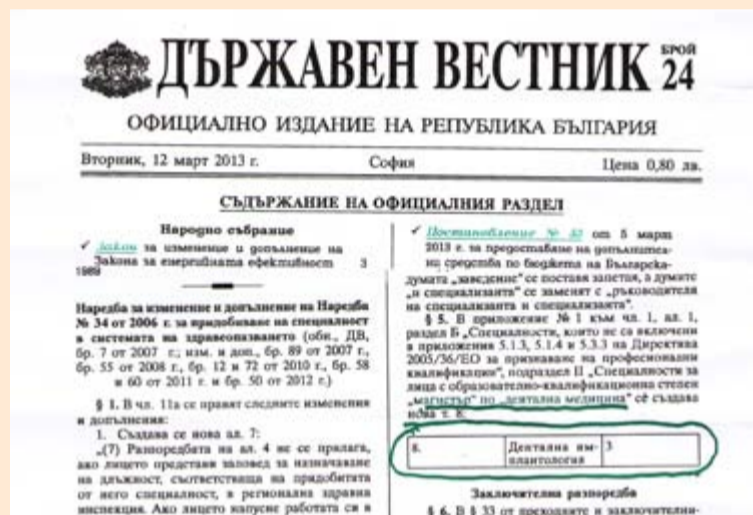 ДЪРЖАВЕН ВЕСТНИК
БРОЙ
24
ОФИЦИАЛНО ИЗДАНИЕ НА РЕПУБЛИКА БЪЛГАРИЯ
Вторник, 12 март 2013 г. София Цена 0,80 лв.
СЪДЪРЖАНИЕ НА ОФИЦИАЛНИЯ РАЗДЕЛ
Народно събрание
✓ Закон за изменение и допълнение на
Закона за енергийната ефективност 3
1989
Наредба за изменение и допълнение на Наредба
№ 34 от 2006 г. за придобиване на специалност
в системата на здравеопазването (обн., ДВ,
бр. 7 от 2007 г.; изм. и доп., бр. 89 от 2007 г.,
бр. 55 от 2008 г., бр. 12 и 72 от 2010 г., бр. 58
и 60 от 2011 г. и бр. 50 от 2012 г.)
§ 1. В чл. 11а се правят следните изменения
и допълнения:
1. Създава се нова ал. 7:
„(7) Разпоредбата на ал. 4 не се прилага,
ако лицето представи заповед за назначаване
на длъжност, съответстваща на придобитата
от него специалност, в регионална здравна
инспекция. Ако лицето напусне работата си в
✓ Постановление № от 5 март
2013 г. за предоставяне на допълнител-
ни средства по бюджета на Българска-
думата „заведение“ се поставя запетая, а думите
„и специализанта“ се заменят с „ръководителя
на специализанта и специализанта“.
§ 5. В приложение № 1 към чл. 1, ал. 1,
раздел Б „Специалности, които не са включени
в приложения 5.1.3, 5.1.4 и 5.3.3 на Директива
2005/36/ЕО за признаване на професионални
квалификации“, подраздел II „Специалности за
лица с образователно-квалификационна степен
„магистър“ по „дентална медицина“ се създава
нова т. 8:
8. Дентална им- 3
плантология
Заключителна разпоредба
§ 6. В § 33 от преходните и заключителни-